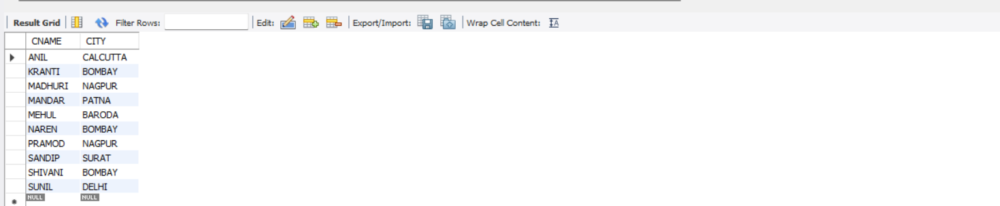 Result Grid Filter Rows: Edit: Export/Import: Wrap Cell Content: IA
CNAME CITY
ANIL CALCUTTA
KRANTI BOMBAY
MADHURI NAGPUR
MANDAR PATNA
MEHUL BARODA
NAREN BOMBAY
PRAMOD NAGPUR
SANDIP SURAT
SHIVANI BOMBAY
SUNIL DELHI
NULL NULL